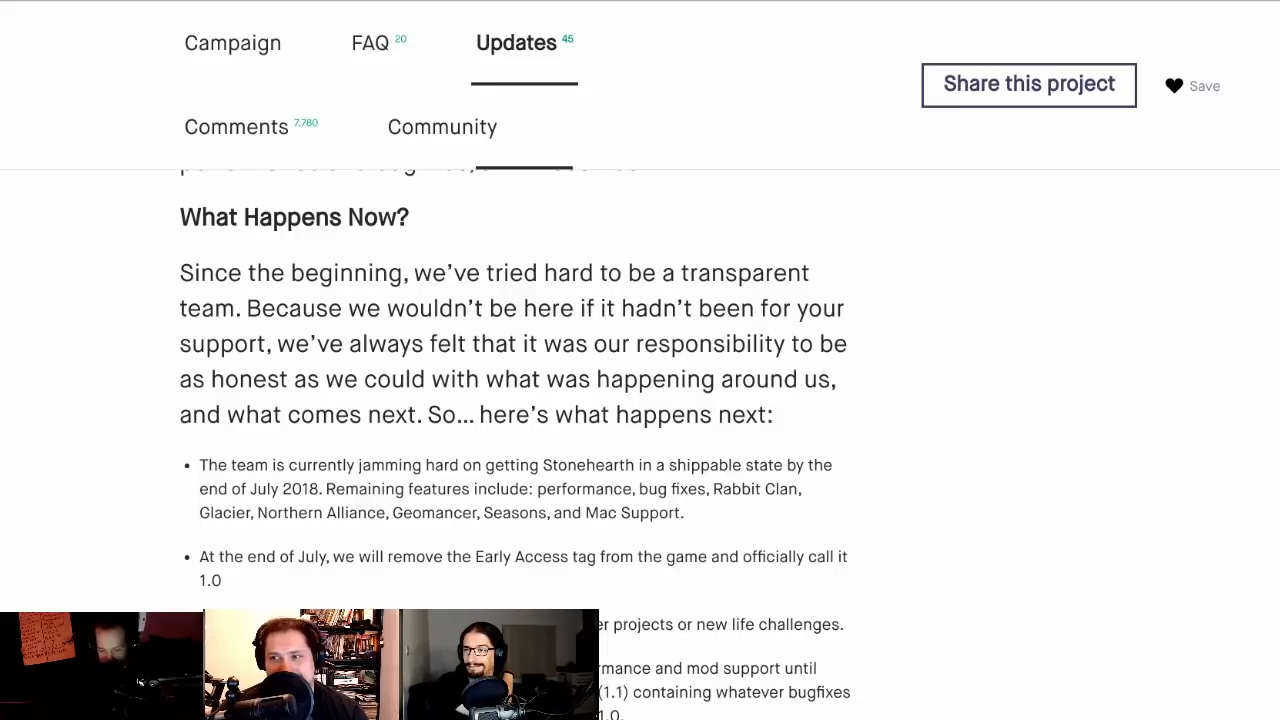 Campaign FAQ 20 Updates 45
Share this project Save
Comments 7,780 Community
What Happens Now?
Since the beginning, we've tried hard to be a transparent
team. Because we wouldn't be here if it hadn't been for your
support, we've always felt that it was our responsibility to be
as honest as we could with what was happening around us,
and what comes next. So... here's what happens next:
• The team is currently jamming hard on getting Stonehearth in a shippable state by the
end of July 2018. Remaining features include: performance, bug fixes, Rabbit Clan,
Glacier, Northern Alliance, Geomancer, Seasons, and Mac Support.
• At the end of July, we will remove the Early Access tag from the game and officially call it
1.0
er projects or new life challenges.
rmance and mod support until
(1.1) containing whatever bugfixes
1.0.